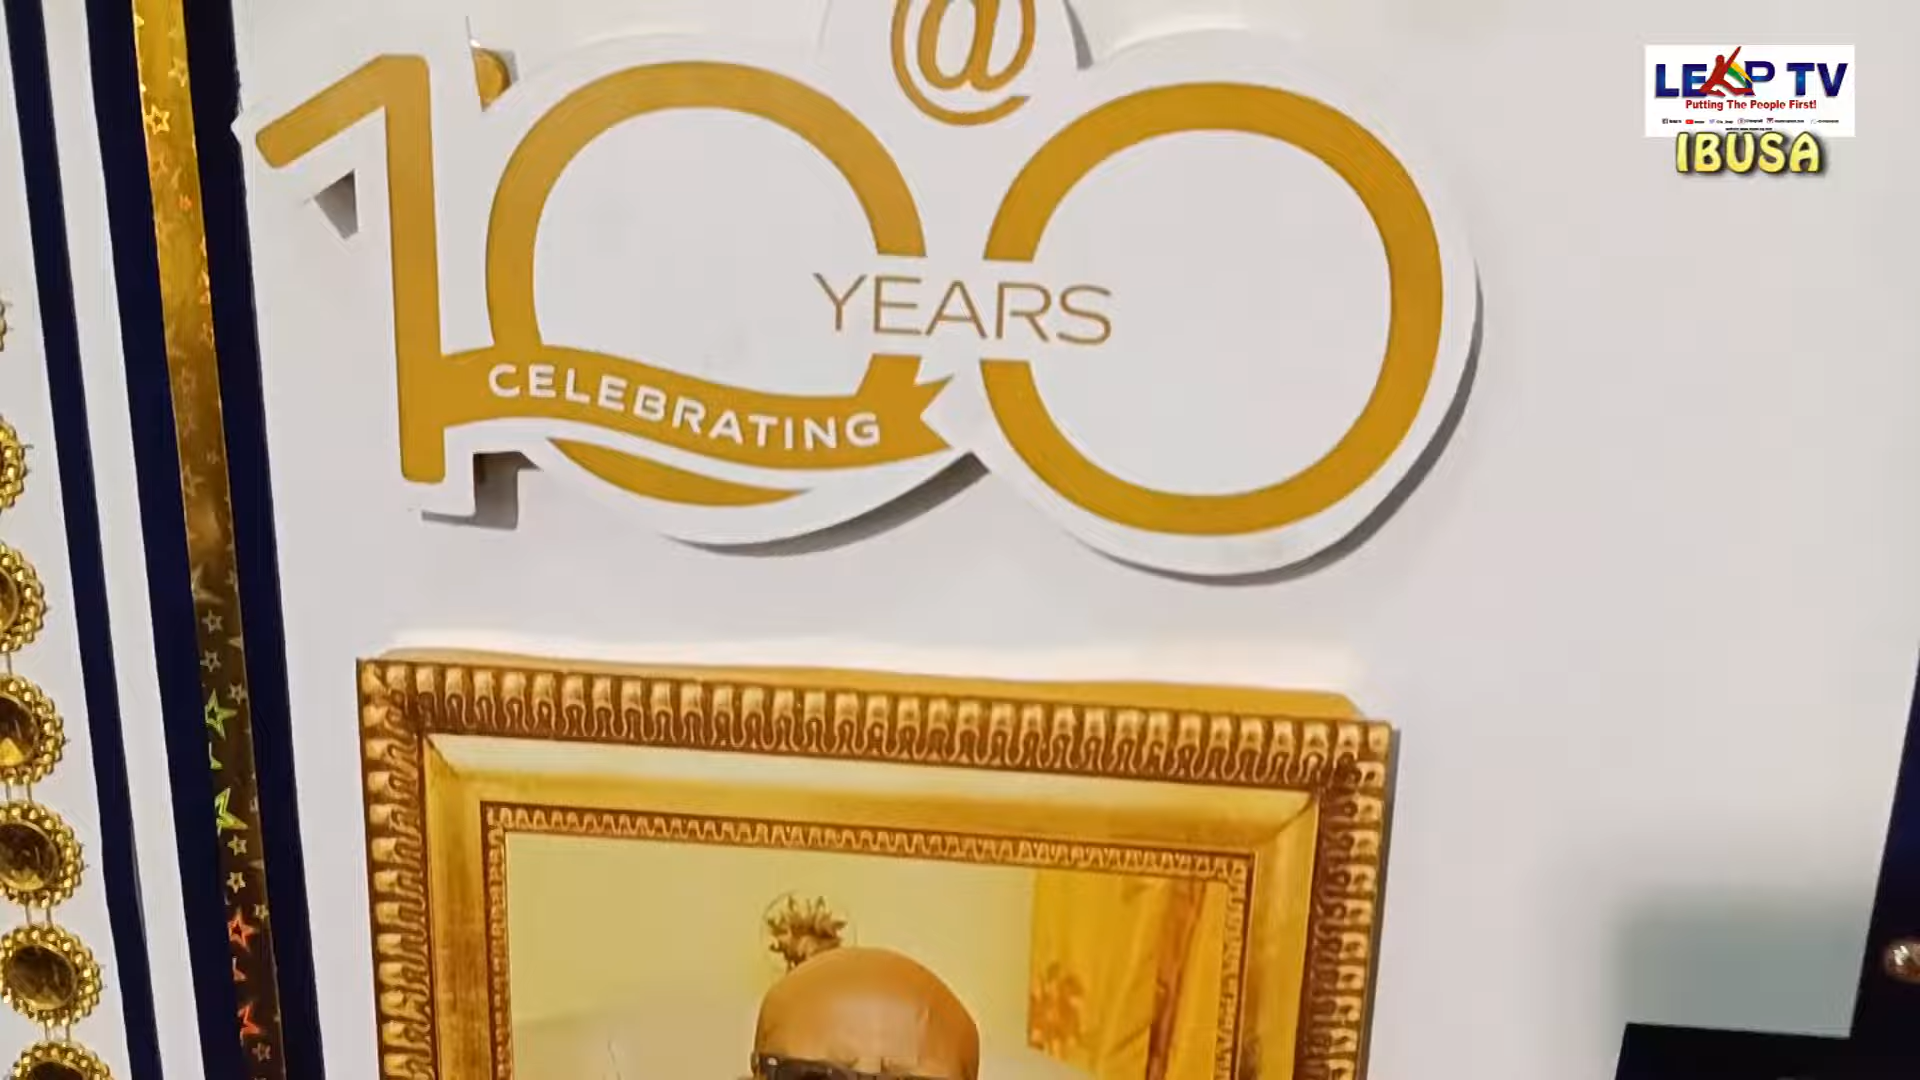 @
100
YEARS
CELEBRATING
LEAP TV
Putting The People First!
IBUSA